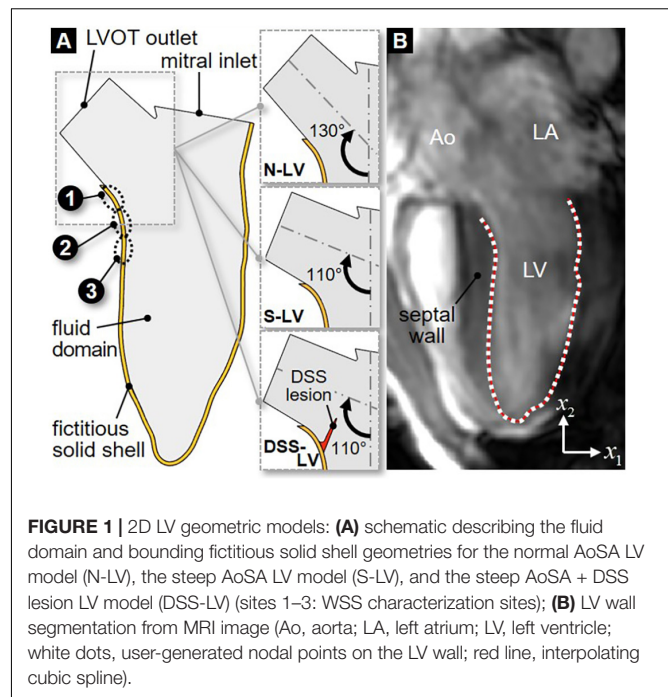 A
LVOT outlet
mitral inlet
1
2
3
fluid
domain
fictitious
solid shell
130°
N-LV
110°
S-LV
DSS
lesion
110°
DSS-
LV
B
Ao
LA
LV
septal
wall
x2
x1
FIGURE 1 | 2D LV geometric models: (A) schematic describing the fluid
domain and bounding fictitious solid shell geometries for the normal AoSA LV
model (N-LV), the steep AoSA LV model (S-LV), and the steep AoSA + DSS
lesion LV model (DSS-LV) (sites 1–3: WSS characterization sites); (B) LV wall
segmentation from MRI image (Ao, aorta; LA, left atrium; LV, left ventricle;
white dots, user-generated nodal points on the LV wall; red line, interpolating
cubic spline).